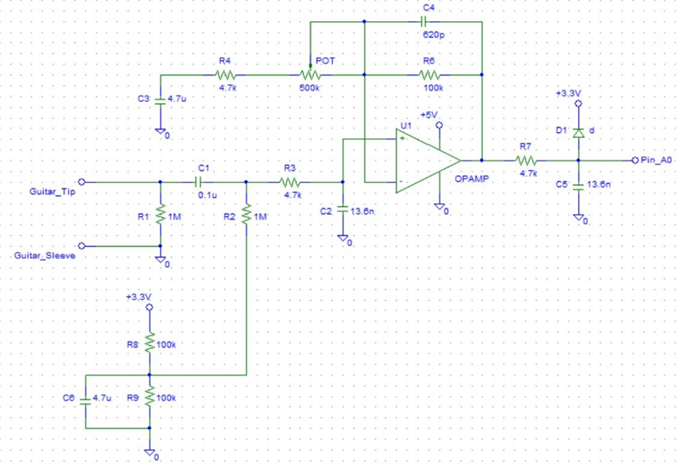 C4
620p
R4
4.7k
POT
500k
R6
100k
C3 4.7u
0
+3.3V
D1 d
+5V
U1
+
-
OPAMP
0
R7
4.7k
Pin_A0
C5 13.6n
0
Guitar_Tip
C1
0.1u
R3
4.7k
R1 1M
R2 1M
C2 13.6n
0
Guitar_Sleeve
0
+3.3V
R8 100k
C6 4.7u
R9 100k
0